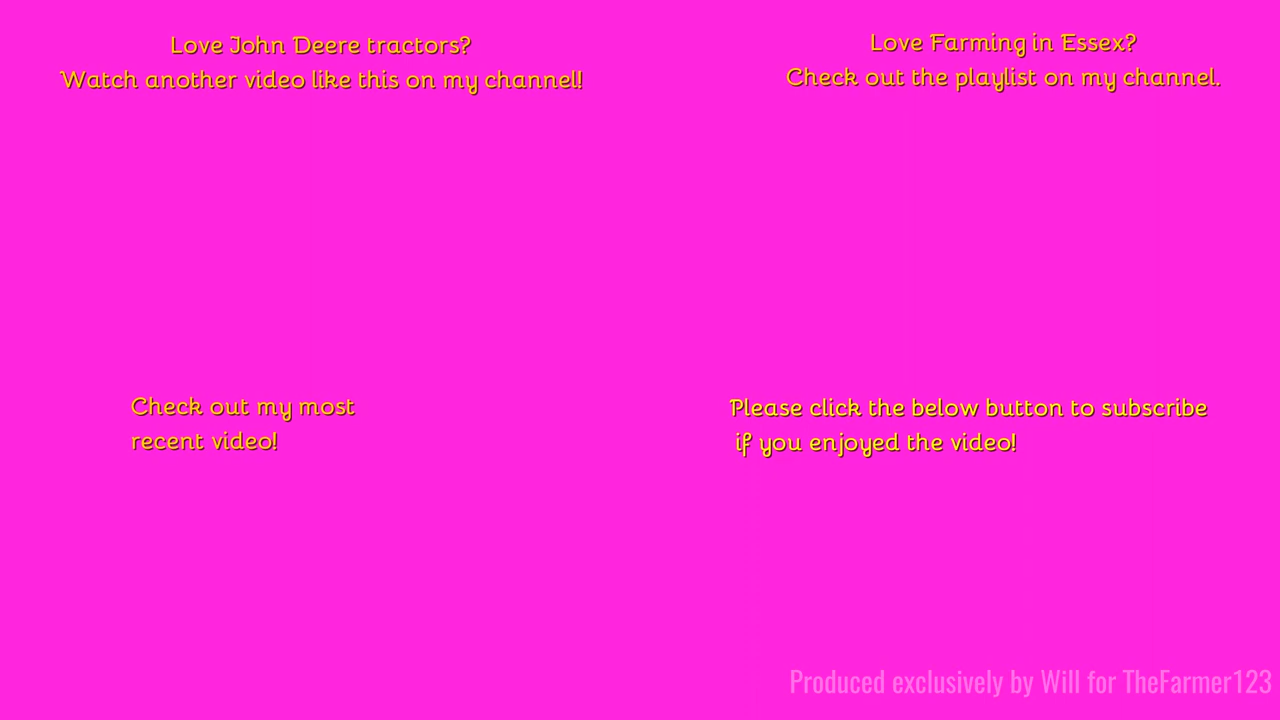 Love John Deere tractors?
Watch another video like this on my channel!
Love Farming in Essex?
Check out the playlist on my channel.
Check out my most
recent video!
Please click the below button to subscribe
if you enjoyed the video!
Produced exclusively by Will for TheFarmer123